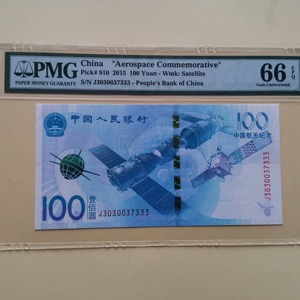 PMG
PAPER MONEY GUARANTY
China "Aerospace Commemorative"
Pick# 910 2015 100 Yuan - Wmk: Satellite
S/N J3030037333 - People's Bank of China
66 EPQ
Gem Uncirculated
中国人民银行
100
中国航天纪念
100 壹佰圆
J3030037333
J3030037333